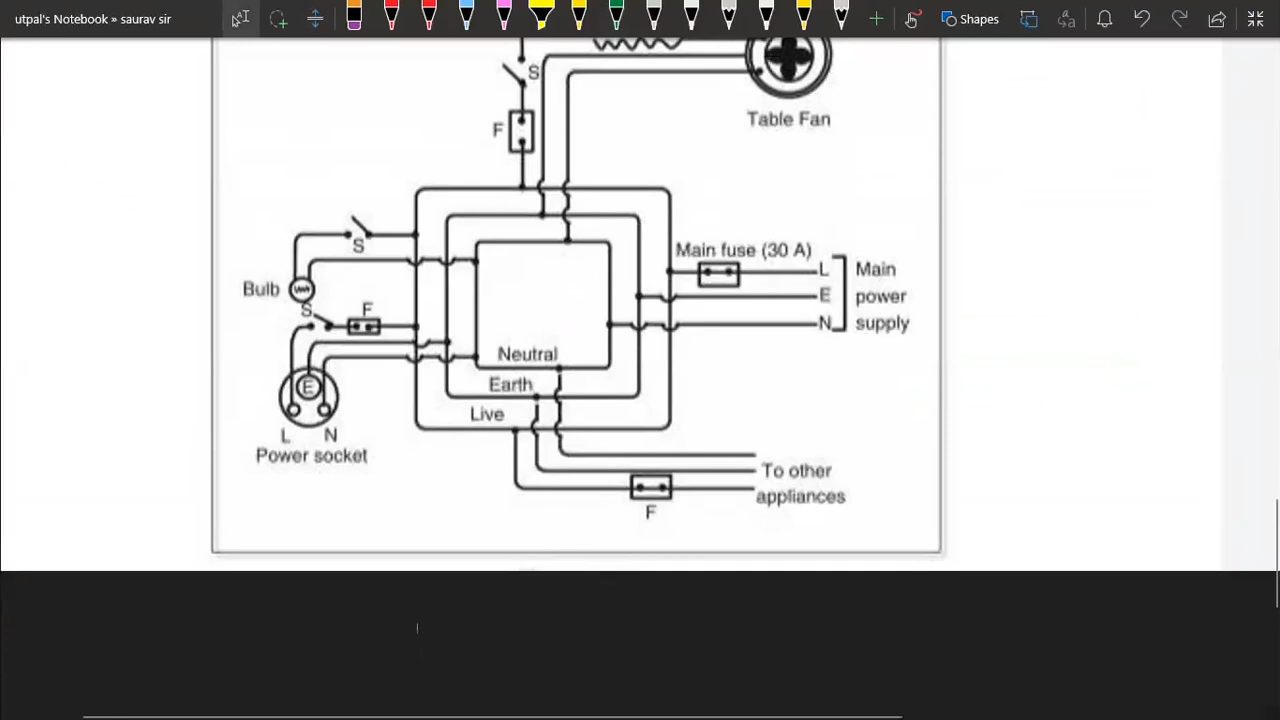 utpal's Notebook » saurav sir
Shapes
S
F
Table Fan
S
Main fuse (30 A)
L
Main
Bulb
E
power
S
F
N
supply
Neutral
E
Earth
Live
L
N
Power socket
To other
appliances
F